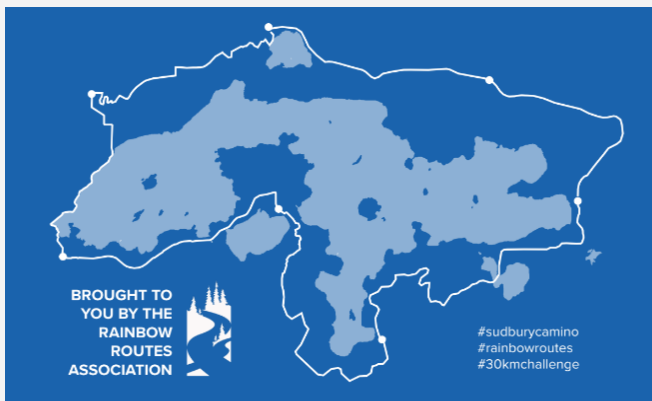 BROUGHT TO
YOU BY THE
RAINBOW
ROUTES
ASSOCIATION
#sudburycamino
#rainbowroutes
#30kmchallenge